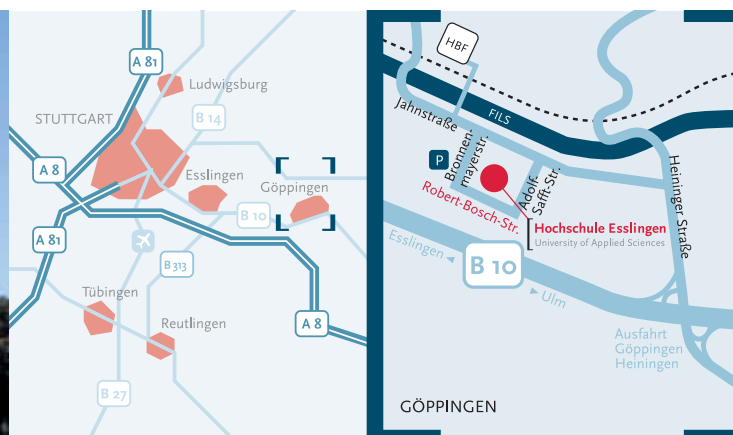 A 81
Ludwigsburg
STUTTGART
B 14
A 8
Esslingen
Göppingen
B 10
A 81
B 313
Tübingen
Reutlingen
A 8
B 27
HBF
Jahnstraße
FILS
P
Bronnen-
mayerstr.
Adolf-
Safft-Str.
Robert-Bosch-Str.
Heininger Straße
Hochschule Esslingen
University of Applied Sciences
Esslingen
B 10
Ulm
Ausfahrt
Göppingen
Heiningen
GÖPPINGEN